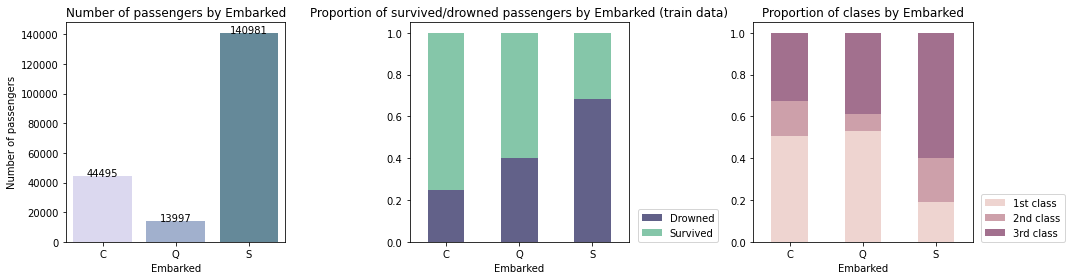 Number of passengers by Embarked
Number of passengers
140000
120000
100000
80000
60000
40000
20000
0
44495
13997
140981
C Q S
Embarked
Proportion of survived/drowned passengers by Embarked (train data)
1.0
0.8
0.6
0.4
0.2
0.0
C Q S
Embarked
Drowned
Survived
Proportion of clases by Embarked
1.0
0.8
0.6
0.4
0.2
0.0
C Q S
Embarked
1st class
2nd class
3rd class